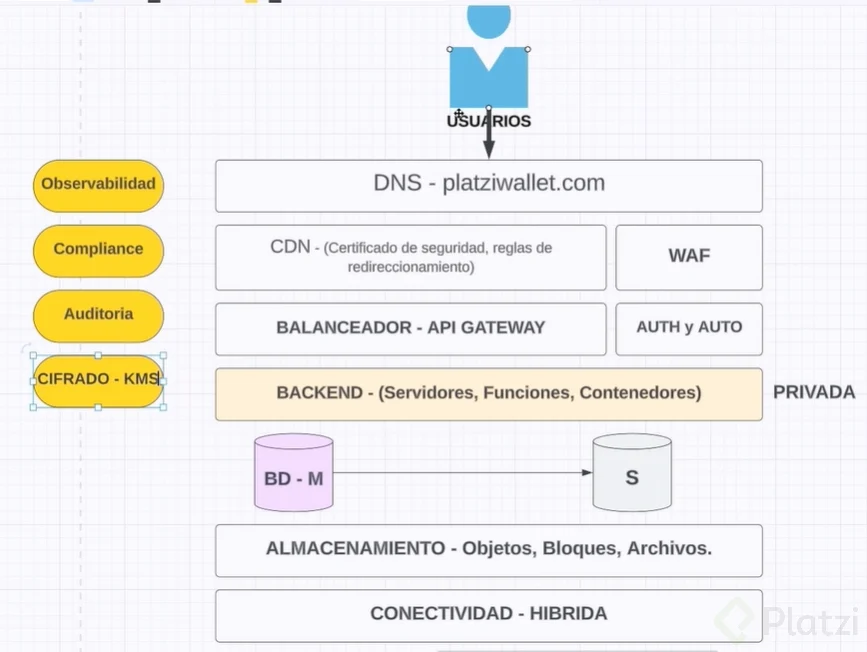 USUARIOS
DNS - platziwallet.com
Observabilidad
CDN - (Certificado de seguridad, reglas de
redireccionamiento)
WAF
Compliance
BALANCEADOR - API GATEWAY
AUTH y AUTO
Auditoria
CIFRADO - KMS
BACKEND - (Servidores, Funciones, Contenedores)
PRIVADA
BD - M
S
ALMACENAMIENTO - Objetos, Bloques, Archivos.
CONECTIVIDAD - HIBRIDA
Platzi